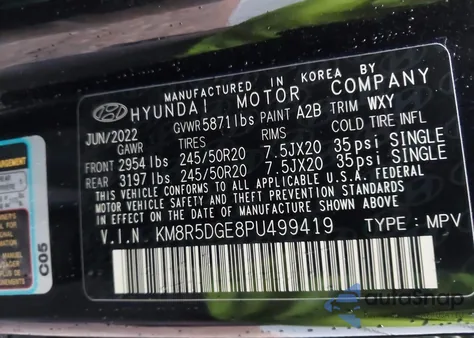 MANUFACTURED IN KOREA BY
HYUNDAI MOTOR COMPANY
JUN/2022 GVWR 5871 lbs PAINT A2B TRIM WXY
GAWR TIRES RIMS COLD TIRE INFL
FRONT 2954 lbs 245/50R20 7.5JX20 35psi SINGLE
REAR 3197 lbs 245/50R20 7.5JX20 35psi SINGLE
THIS VEHICLE CONFORMS TO ALL APPLICABLE U.S.A. FEDERAL
MOTOR VEHICLE SAFETY AND THEFT PREVENTION STANDARDS
IN EFFECT ON THE DATE OF MANUFACTURE SHOWN ABOVE
V.I.N KM8R5DGE8PU499419 TYPE : MPV
C05
autoSnap